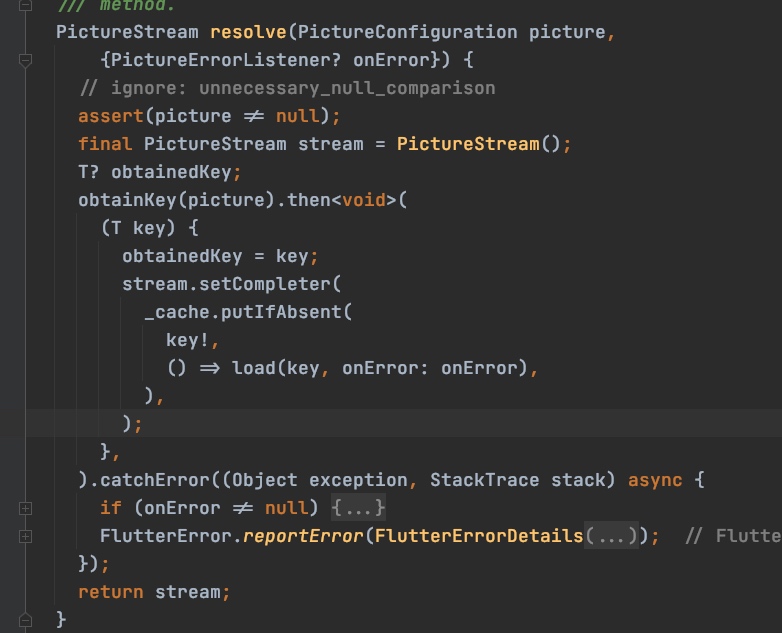 /// method.
PictureStream resolve(PictureConfiguration picture,
    {PictureErrorListener? onError}) {
  // ignore: unnecessary_null_comparison
  assert(picture != null);
  final PictureStream stream = PictureStream();
  T? obtainedKey;
  obtainKey(picture).then<void>(
    (T key) {
      obtainedKey = key;
      stream.setCompleter(
        _cache.putIfAbsent(
          key!,
          () => load(key, onError: onError),
        ),
      );
    },
  ).catchError((Object exception, StackTrace stack) async {
    if (onError != null) {...}
    FlutterError.reportError(FlutterErrorDetails(...));  // Flutte
  });
  return stream;
}